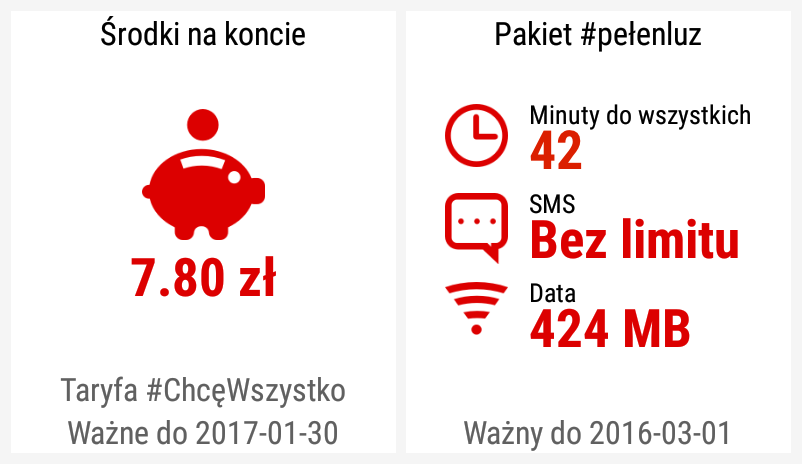 Środki na koncie
7.80 zł
Taryfa #ChcęWszystko
Ważne do 2017-01-30
Pakiet #pełenluz
Minuty do wszystkich
42
SMS
Bez limitu
Data
424 MB
Ważny do 2016-03-01